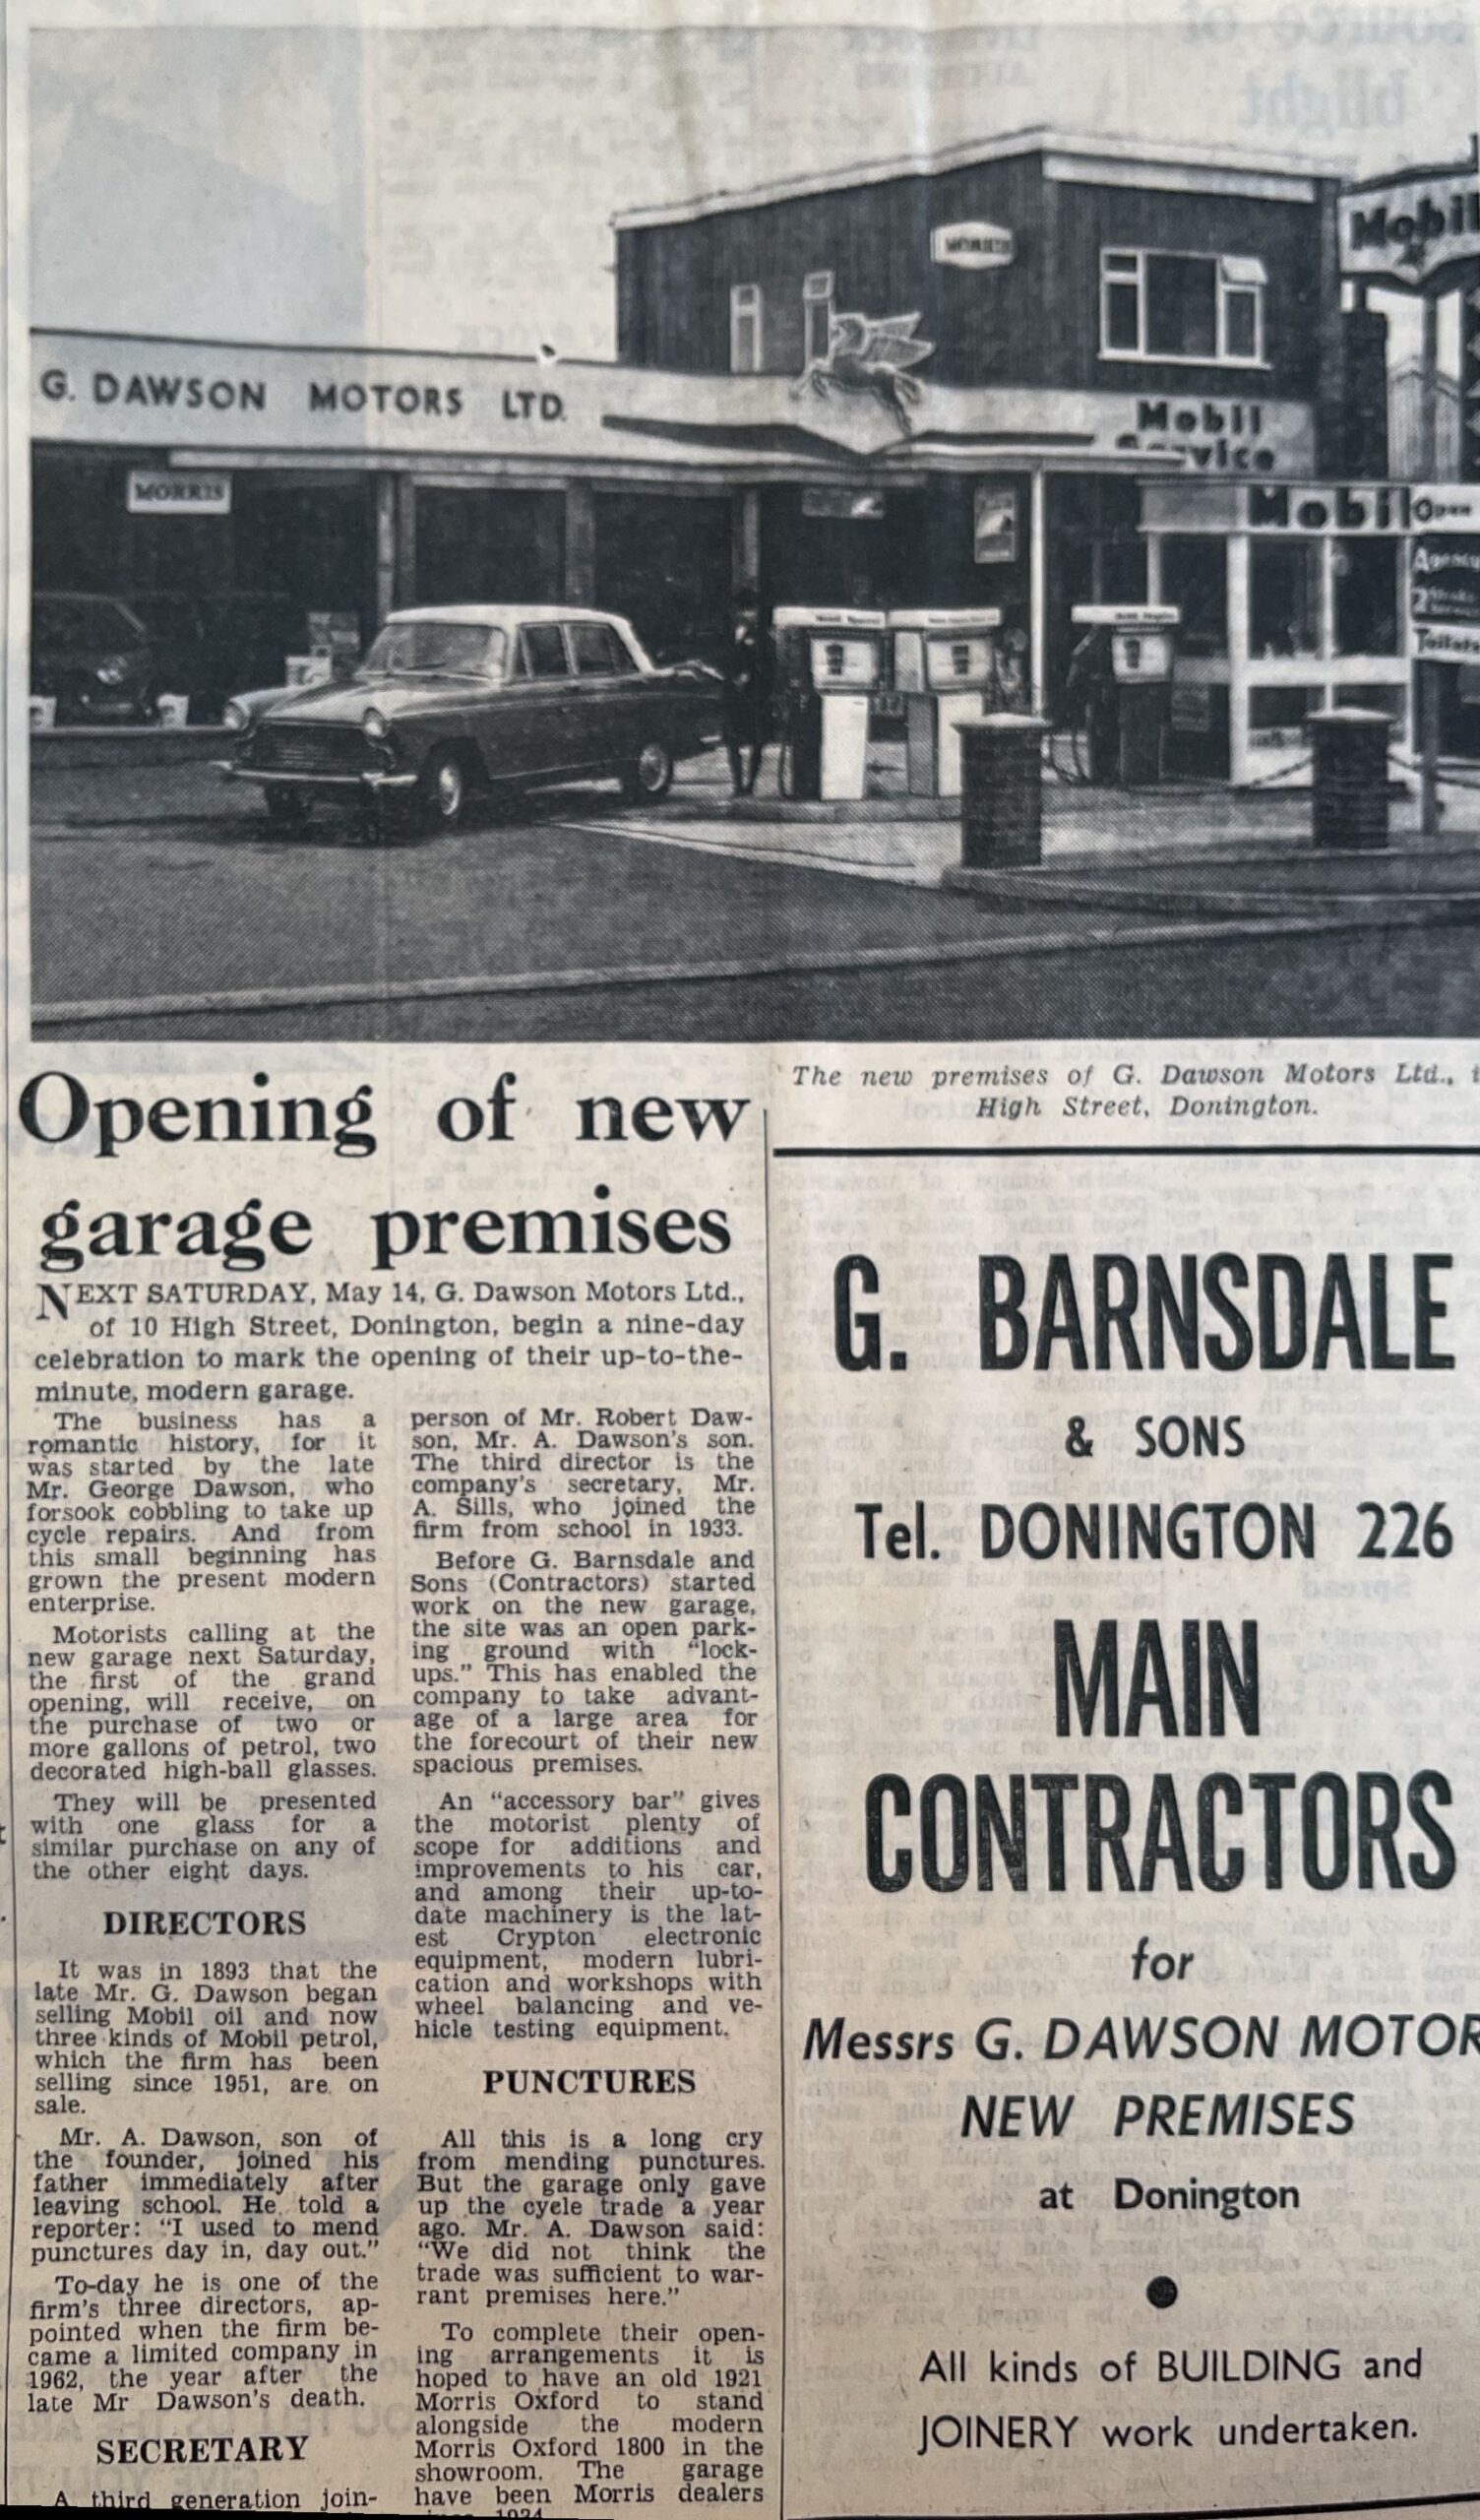 MORRIS
Mobil
G. DAWSON MOTORS LTD.
Mobil
Service
MORRIS
Mobil
Open
Agency
Toilets
The new premises of G. Dawson Motors Ltd., i
High Street, Donington.
Opening of new
garage premises
NEXT SATURDAY, May 14, G. Dawson Motors Ltd.,
of 10 High Street, Donington, begin a nine-day
celebration to mark the opening of their up-to-the-
minute, modern garage.
The business has a
romantic history, for it
was started by the late
Mr. George Dawson, who
forsook cobbling to take up
cycle repairs. And from
this small beginning has
grown the present modern
enterprise.
Motorists calling at the
new garage next Saturday,
the first of the grand
opening, will receive, on
the purchase of two or
more gallons of petrol, two
decorated high-ball glasses.
They will be presented
with one glass for a
similar purchase on any of
the other eight days.
DIRECTORS
It was in 1893 that the
late Mr. G. Dawson began
selling Mobil oil and now
three kinds of Mobil petrol,
which the firm has been
selling since 1951, are on
sale.
Mr. A. Dawson, son of
the founder, joined his
father immediately after
leaving school. He told a
reporter: "I used to mend
punctures day in, day out."
To-day he is one of the
firm's three directors, ap-
pointed when the firm be-
came a limited company in
1962, the year after the
late Mr Dawson's death.
SECRETARY
A third generation join-
person of Mr. Robert Daw-
son, Mr. A. Dawson's son.
The third director is the
company's secretary, Mr.
A. Sills, who joined the
firm from school in 1933.
Before G. Barnsdale and
Sons (Contractors) started
work on the new garage,
the site was an open park-
ing ground with "lock-
ups." This has enabled the
company to take advant-
age of a large area for
the forecourt of their new
spacious premises.
An "accessory bar" gives
the motorist plenty of
scope for additions and
improvements to his car,
and among their up-to-
date machinery is the lat-
est Crypton electronic
equipment, modern lubri-
cation and workshops with
wheel balancing and ve-
hicle testing equipment.
PUNCTURES
All this is a long cry
from mending punctures.
But the garage only gave
up the cycle trade a year
ago. Mr. A. Dawson said:
"We did not think the
trade was sufficient to war-
rant premises here."
To complete their open-
ing arrangements it is
hoped to have an old 1921
Morris Oxford to stand
alongside the modern
Morris Oxford 1800 in the
showroom. The garage
have been Morris dealers
G. BARNSDALE
& SONS
Tel. DONINGTON 226
MAIN
CONTRACTORS
for
Messrs G. DAWSON MOTOR
NEW PREMISES
at Donington
All kinds of BUILDING and
JOINERY work undertaken.